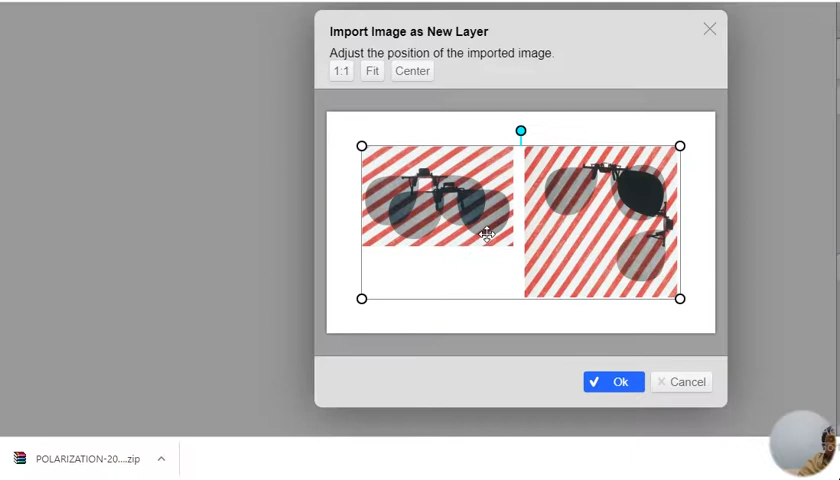 Import Image as New Layer
Adjust the position of the imported image.
1:1 Fit Center
Ok Cancel
POLARIZATION-20....zip